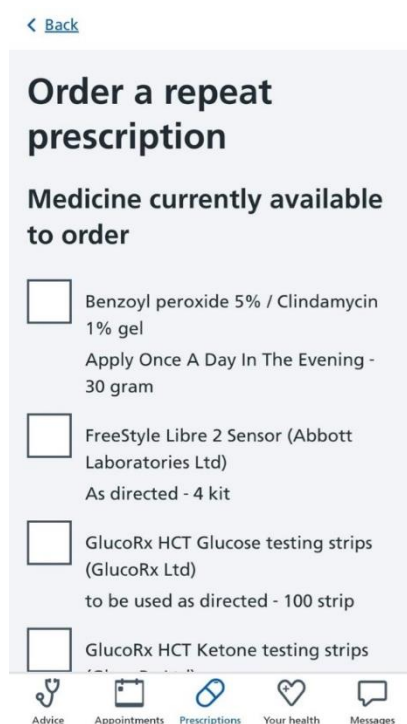 Back
Order a repeat
prescription
Medicine currently available
to order
Benzoyl peroxide 5% / Clindamycin
1% gel
Apply Once A Day In The Evening -
30 gram
FreeStyle Libre 2 Sensor (Abbott
Laboratories Ltd)
As directed - 4 kit
GlucoRx HCT Glucose testing strips
(GlucoRx Ltd)
to be used as directed - 100 strip
GlucoRx HCT Ketone testing strips
Advice Appointments Prescriptions Your health Messages